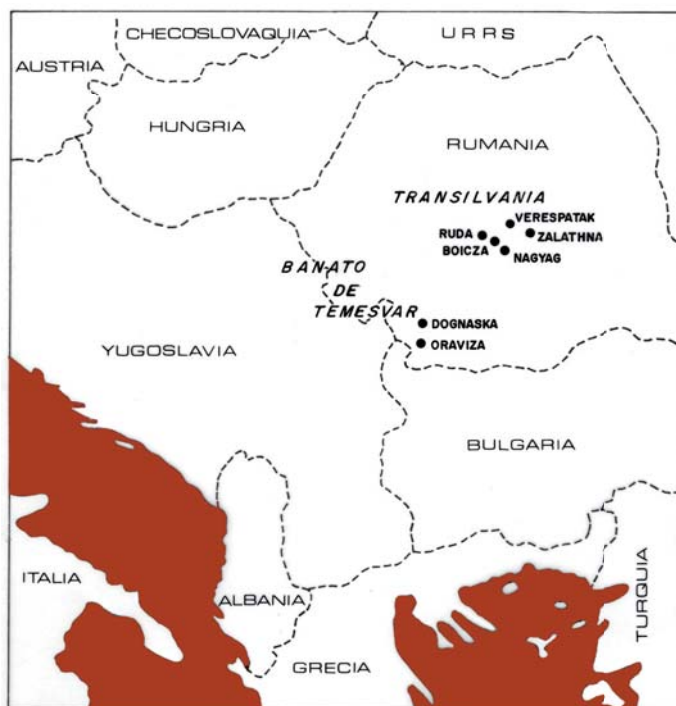 CHECOSLOVAQUIA
URRS
AUSTRIA
HUNGRIA
RUMANIA
TRANSILVANIA
VERESPATAK
RUDA
ZALATHNA
BOICZA
NAGYAG
BANATO
DE
TEMESVAR
DOGNASKA
ORAVIZA
YUGOSLAVIA
BULGARIA
ITALIA
ALBANIA
TURQUIA
GRECIA